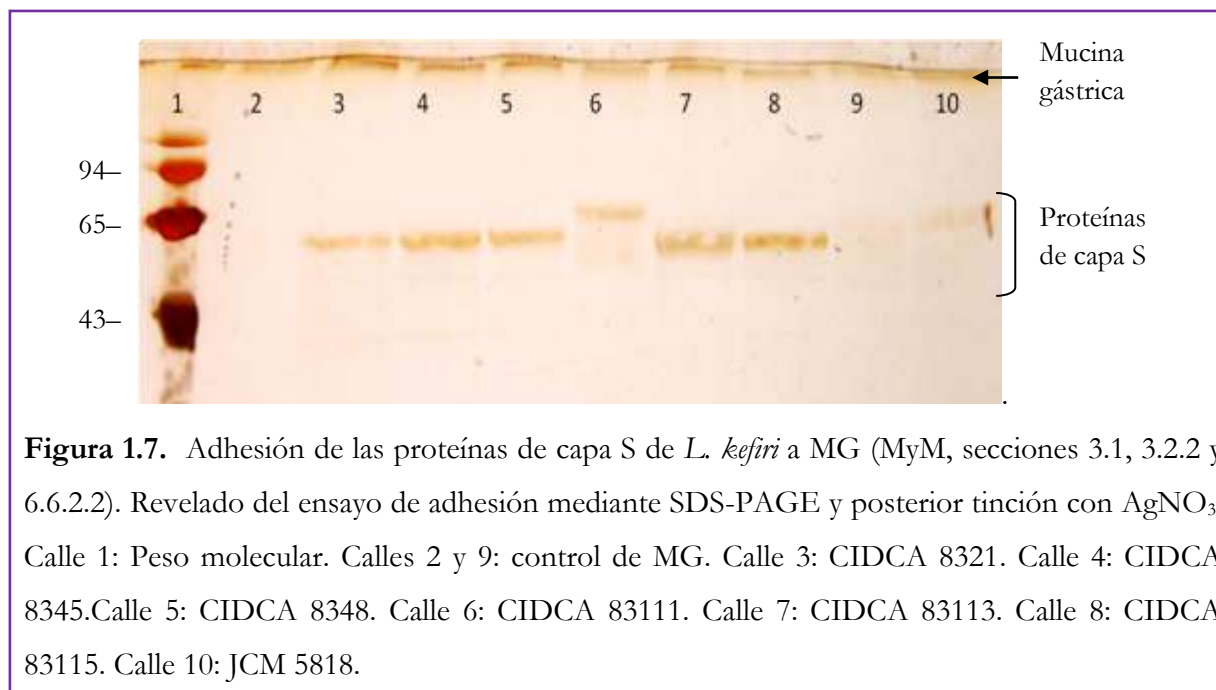 Mucina
gástrica
1 2 3 4 5 6 7 8 9 10
94–
65–
43–
Proteínas
de capa S
.
Figura 1.7. Adhesión de las proteínas de capa S de L. kefiri a MG (MyM, secciones 3.1, 3.2.2 y
6.6.2.2). Revelado del ensayo de adhesión mediante SDS-PAGE y posterior tinción con AgNO₃
Calle 1: Peso molecular. Calles 2 y 9: control de MG. Calle 3: CIDCA 8321. Calle 4: CIDCA
8345.Calle 5: CIDCA 8348. Calle 6: CIDCA 83111. Calle 7: CIDCA 83113. Calle 8: CIDCA
83115. Calle 10: JCM 5818.